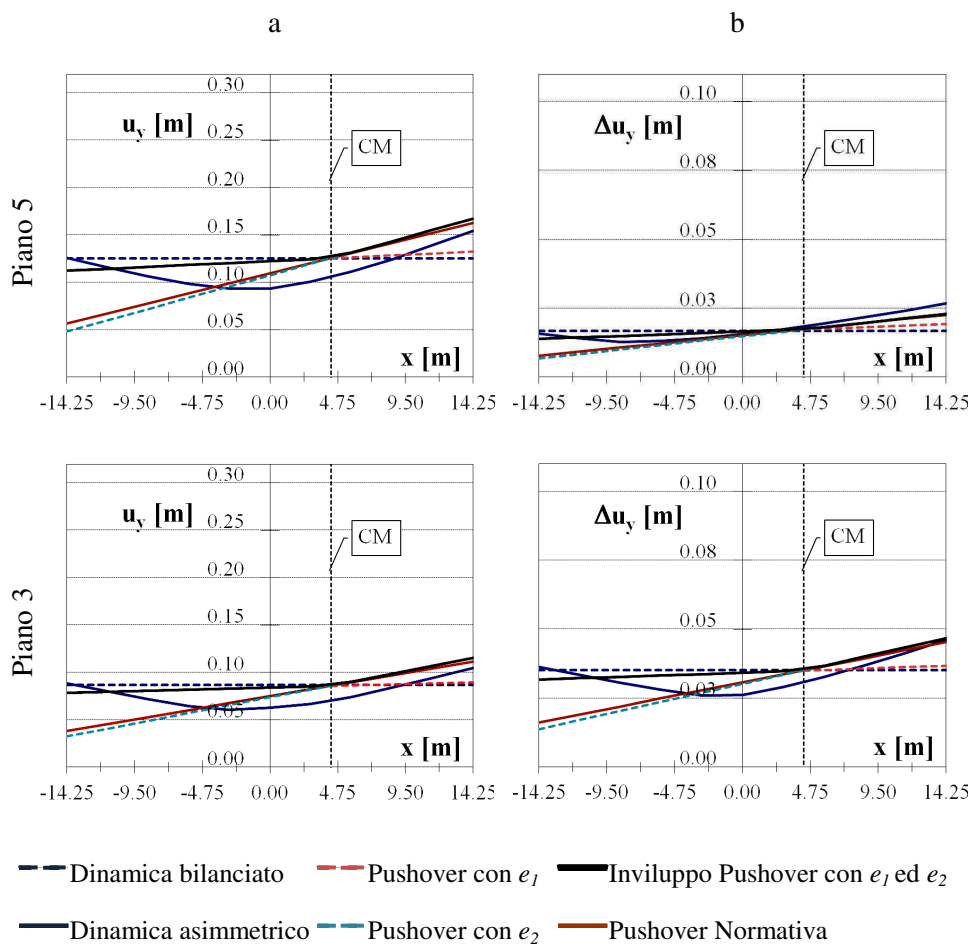 a
b
Piano 5
0.30
u_y [m]
0.25
CM
0.20
0.15
0.10
0.05
0.00
x [m]
-14.25 -9.50 -4.75 0.00 4.75 9.50 14.25
0.10
Δu_y [m]
0.08
CM
0.05
0.03
0.00
x [m]
-14.25 -9.50 -4.75 0.00 4.75 9.50 14.25
Piano 3
0.30
u_y [m]
0.25
CM
0.20
0.15
0.10
0.05
0.00
x [m]
-14.25 -9.50 -4.75 0.00 4.75 9.50 14.25
0.10
Δu_y [m]
0.08
CM
0.05
0.03
0.00
x [m]
-14.25 -9.50 -4.75 0.00 4.75 9.50 14.25
Dinamica bilanciato Pushover con e_1 Inviluppo Pushover con e_1 ed e_2
Dinamica asimmetrico Pushover con e_2 Pushover Normativa